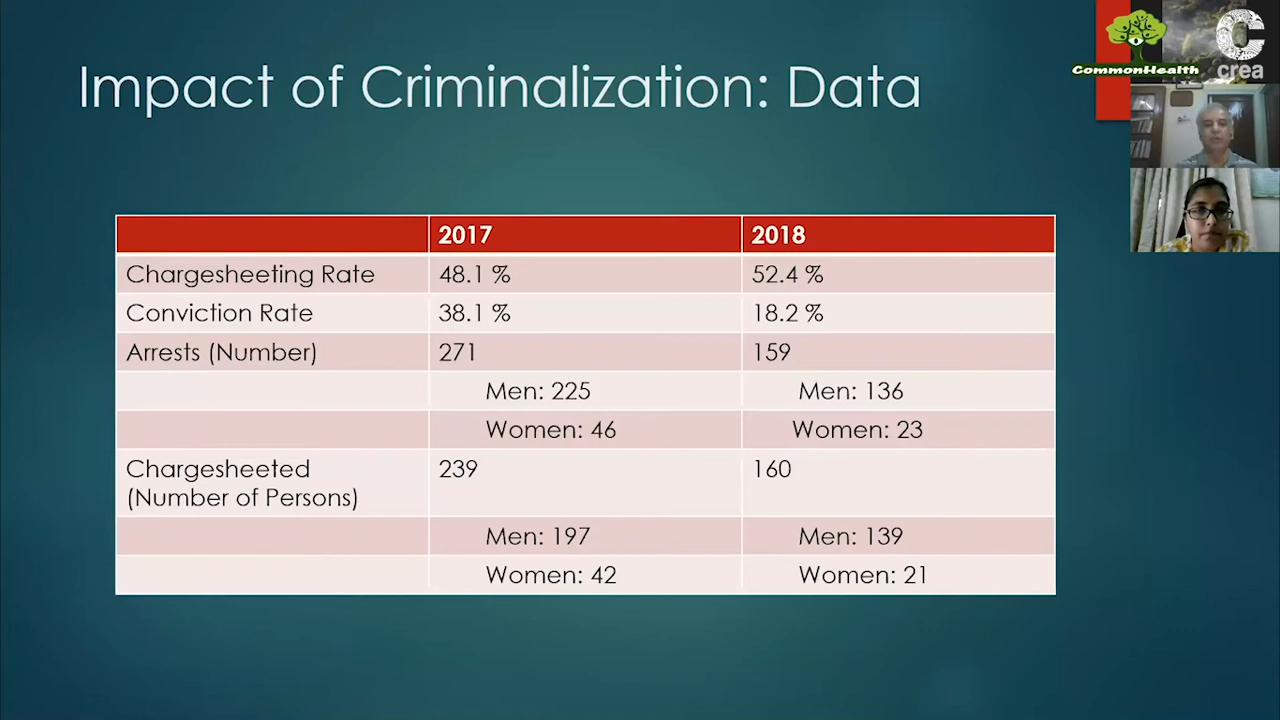 Impact of Criminalization: Data
CommonHealth
crea
2017 2018
Chargesheeting Rate 48.1 % 52.4 %
Conviction Rate 38.1 % 18.2 %
Arrests (Number) 271 159
Men: 225 Men: 136
Women: 46 Women: 23
Chargesheeted 239 160
(Number of Persons)
Men: 197 Men: 139
Women: 42 Women: 21